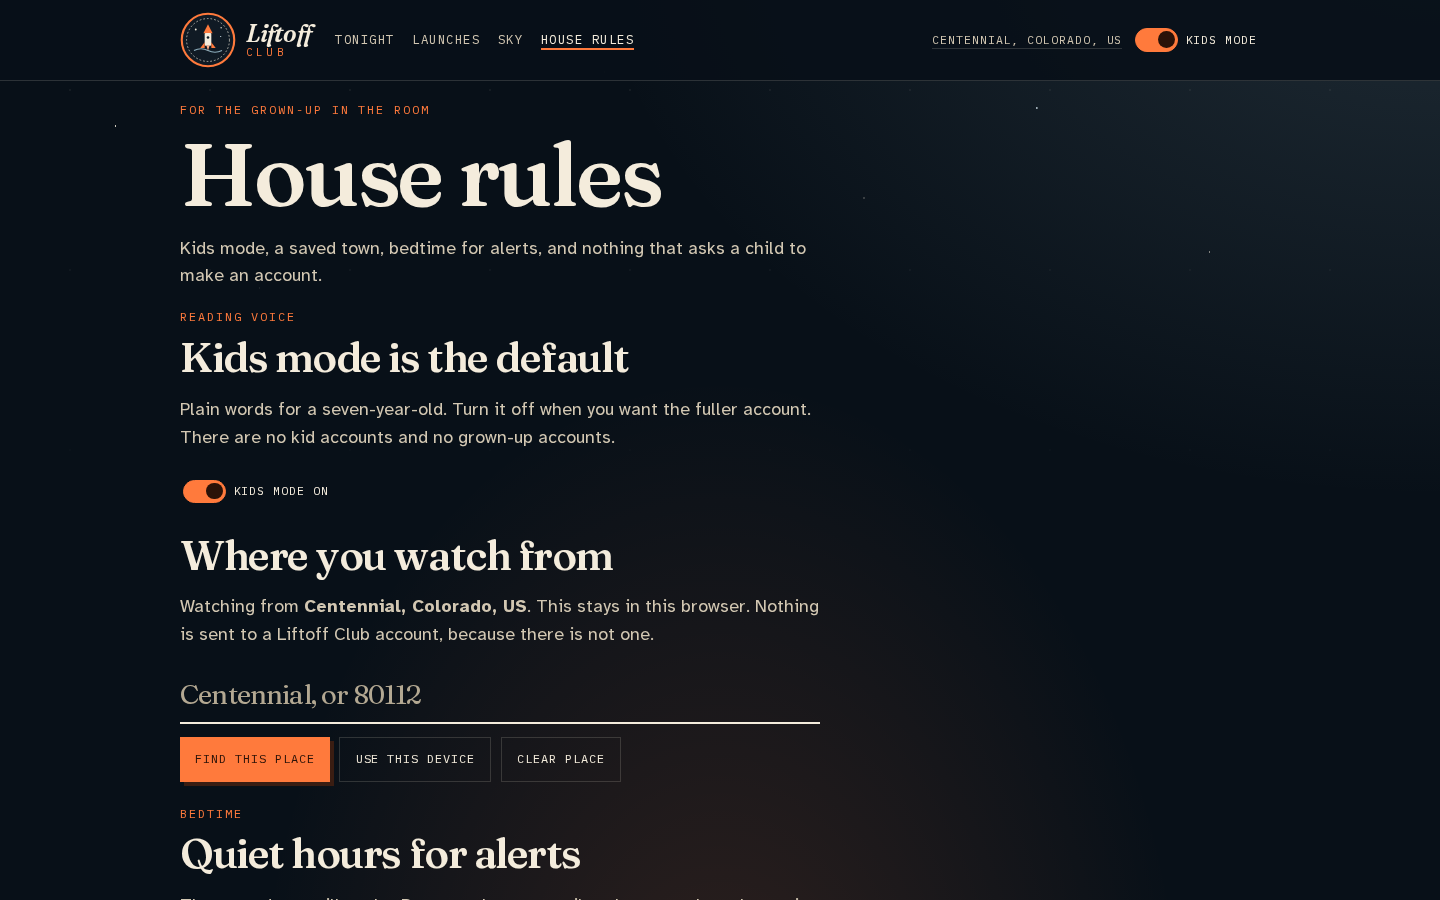 Liftoff
CLUB
TONIGHT LAUNCHES SKY HOUSE RULES
CENTENNIAL, COLORADO, US
KIDS MODE
FOR THE GROWN-UP IN THE ROOM
House rules
Kids mode, a saved town, bedtime for alerts, and nothing that asks a child to
make an account.
READING VOICE
Kids mode is the default
Plain words for a seven-year-old. Turn it off when you want the fuller account.
There are no kid accounts and no grown-up accounts.
KIDS MODE ON
Where you watch from
Watching from Centennial, Colorado, US. This stays in this browser. Nothing
is sent to a Liftoff Club account, because there is not one.
Centennial, or 80112
FIND THIS PLACE
USE THIS DEVICE
CLEAR PLACE
BEDTIME
Quiet hours for alerts